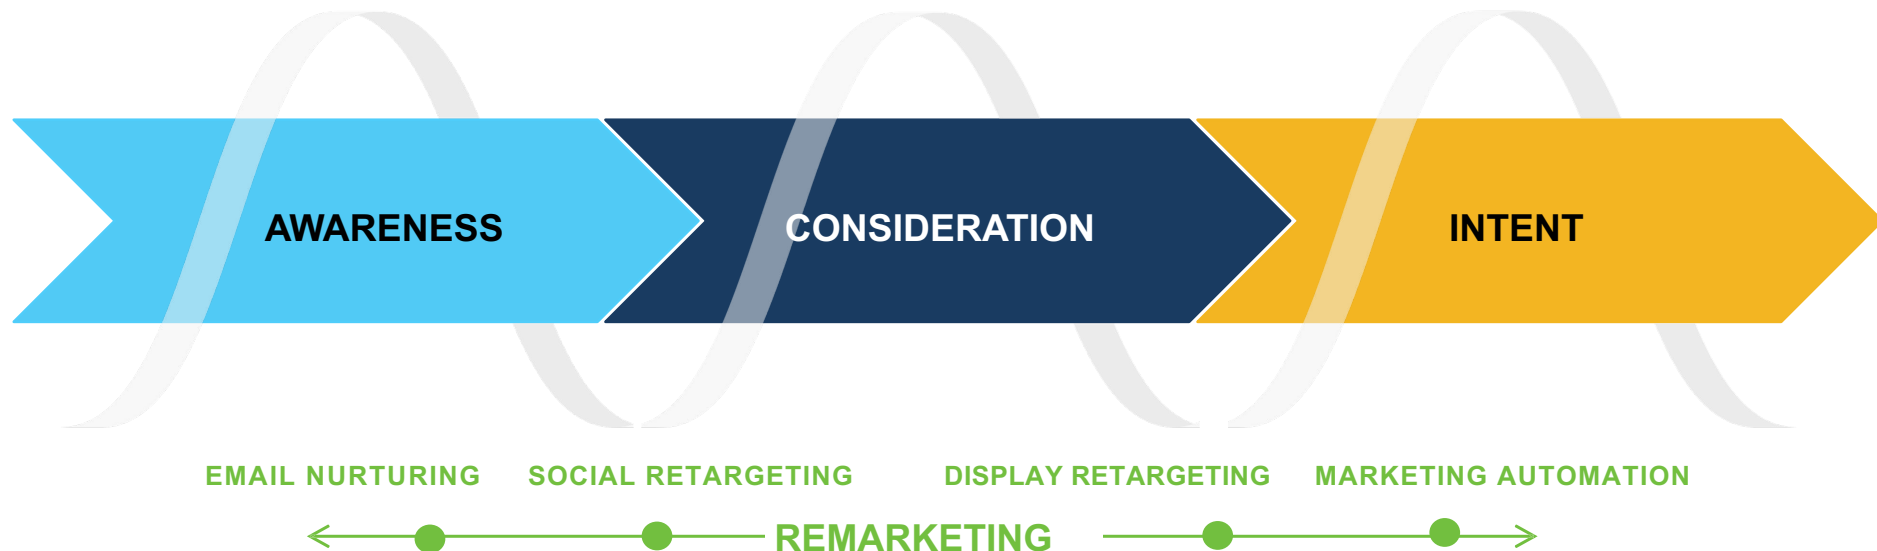 AWARENESS
CONSIDERATION
INTENT
EMAIL NURTURING
SOCIAL RETARGETING
DISPLAY RETARGETING
MARKETING AUTOMATION
REMARKETING